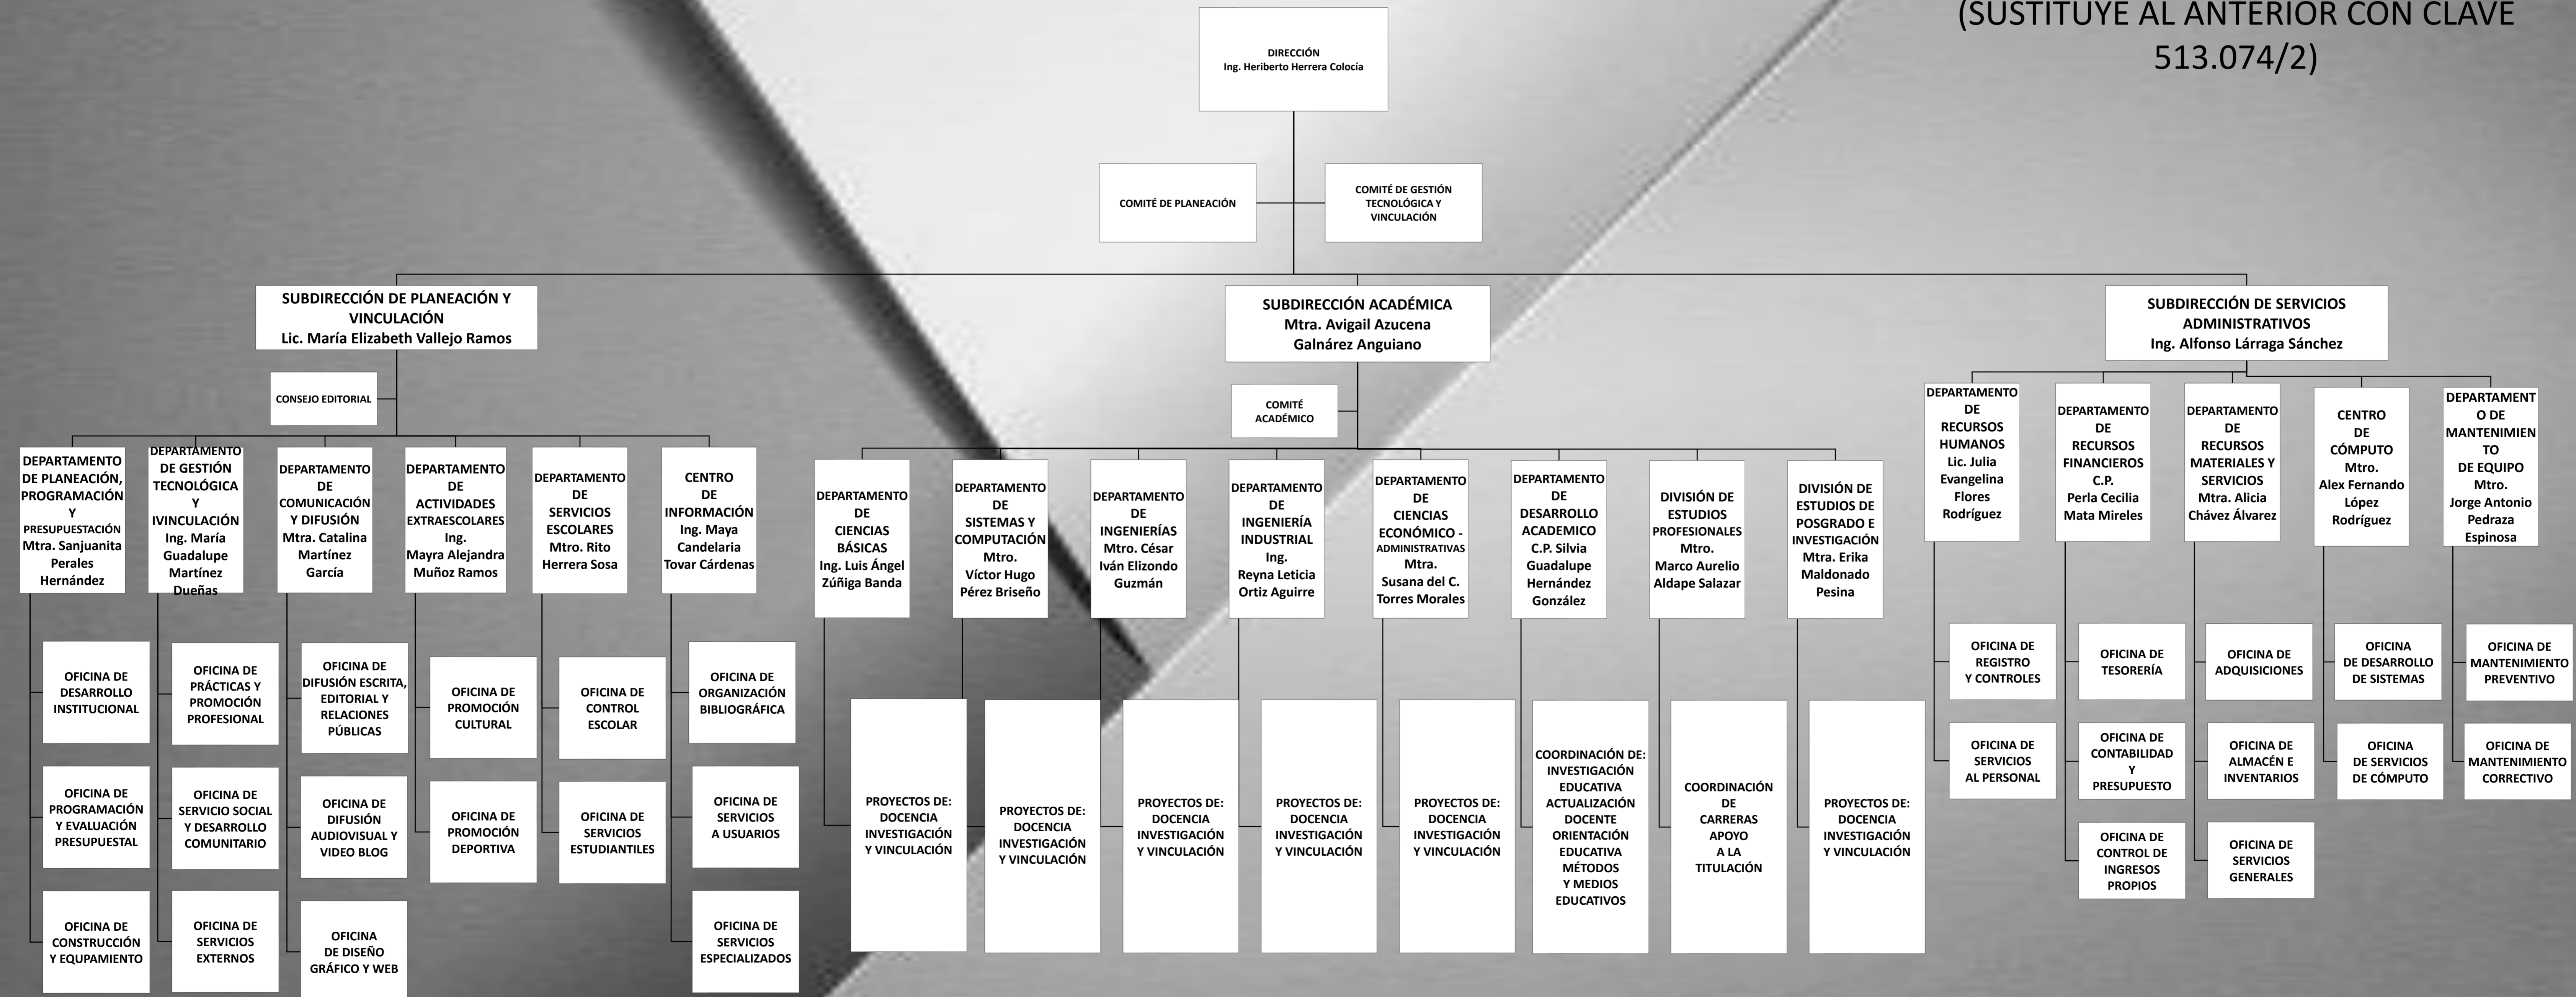 (SUSTITUYE AL ANTERIOR CON CLAVE
513.074/2)
DIRECCIÓN
Ing. Heriberto Herrera Colocía
COMITÉ DE PLANEACIÓN
COMITÉ DE GESTIÓN
TECNOLÓGICA Y
VINCULACIÓN
SUBDIRECCIÓN DE PLANEACIÓN Y
VINCULACIÓN
Lic. María Elizabeth Vallejo Ramos
SUBDIRECCIÓN ACADÉMICA
Mtra. Avigail Azucena
Galnárez Anguiano
SUBDIRECCIÓN DE SERVICIOS
ADMINISTRATIVOS
Ing. Alfonso Lárraga Sánchez
CONSEJO EDITORIAL
COMITÉ
ACADÉMICO
DEPARTAMENTO
DE PLANEACIÓN,
PROGRAMACIÓN
Y
PRESUPUESTACIÓN
Mtra. Sanjuanita
Perales
Hernández
DEPARTAMENTO
DE GESTIÓN
TECNOLÓGICA
Y
IVINCULACIÓN
Ing. María
Guadalupe
Martínez
Dueñas
DEPARTAMENTO
DE
COMUNICACIÓN
Y DIFUSIÓN
Mtra. Catalina
Martínez
García
DEPARTAMENTO
DE
ACTIVIDADES
EXTRAESCOLARES
Ing.
Mayra Alejandra
Muñoz Ramos
DEPARTAMENTO
DE
SERVICIOS
ESCOLARES
Mtro. Rito
Herrera Sosa
CENTRO
DE
INFORMACIÓN
Ing. Maya
Candelaria
Tovar Cárdenas
DEPARTAMENTO
DE
CIENCIAS
BÁSICAS
Ing. Luis Ángel
Zúñiga Banda
DEPARTAMENTO
DE
SISTEMAS Y
COMPUTACIÓN
Mtro.
Víctor Hugo
Pérez Briseño
DEPARTAMENTO
DE
INGENIERÍAS
Mtro. César
Iván Elizondo
Guzmán
DEPARTAMENTO
DE
INGENIERÍA
INDUSTRIAL
Ing.
Reyna Leticia
Ortiz Aguirre
DEPARTAMENTO
DE
CIENCIAS
ECONÓMICO -
ADMINISTRATIVAS
Mtra.
Susana del C.
Torres Morales
DEPARTAMENTO
DE
DESARROLLO
ACADEMICO
C.P. Silvia
Guadalupe
Hernández
González
DIVISIÓN DE
ESTUDIOS
PROFESIONALES
Mtro.
Marco Aurelio
Aldape Salazar
DIVISIÓN DE
ESTUDIOS DE
POSGRADO E
INVESTIGACIÓN
Mtra. Erika
Maldonado
Pesina
DEPARTAMENTO
DE
RECURSOS
HUMANOS
Lic. Julia
Evangelina
Flores
Rodríguez
DEPARTAMENTO
DE
RECURSOS
FINANCIEROS
C.P.
Perla Cecilia
Mata Mireles
DEPARTAMENTO
DE
RECURSOS
MATERIALES Y
SERVICIOS
Mtra. Alicia
Chávez Álvarez
CENTRO
DE
CÓMPUTO
Mtro.
Alex Fernando
López
Rodríguez
DEPARTAMENT
O DE
MANTENIMIEN
TO
DE EQUIPO
Mtro.
Jorge Antonio
Pedraza
Espinosa
OFICINA DE
DESARROLLO
INSTITUCIONAL
OFICINA DE
PROGRAMACIÓN
Y EVALUACIÓN
PRESUPUESTAL
OFICINA DE
CONSTRUCCIÓN
Y EQUPAMIENTO
OFICINA DE
PRÁCTICAS Y
PROMOCIÓN
PROFESIONAL
OFICINA DE
SERVICIO SOCIAL
Y DESARROLLO
COMUNITARIO
OFICINA DE
SERVICIOS
EXTERNOS
OFICINA DE
DIFUSIÓN ESCRITA,
EDITORIAL Y
RELACIONES
PÚBLICAS
OFICINA DE
DIFUSIÓN
AUDIOVISUAL Y
VIDEO BLOG
OFICINA
DE DISEÑO
GRÁFICO Y WEB
OFICINA DE
PROMOCIÓN
CULTURAL
OFICINA DE
PROMOCIÓN
DEPORTIVA
OFICINA DE
CONTROL
ESCOLAR
OFICINA DE
SERVICIOS
ESTUDIANTILES
OFICINA DE
ORGANIZACIÓN
BIBLIOGRÁFICA
OFICINA DE
SERVICIOS
A USUARIOS
OFICINA DE
SERVICIOS
ESPECIALIZADOS
PROYECTOS DE:
DOCENCIA
INVESTIGACIÓN
Y VINCULACIÓN
PROYECTOS DE:
DOCENCIA
INVESTIGACIÓN
Y VINCULACIÓN
PROYECTOS DE:
DOCENCIA
INVESTIGACIÓN
Y VINCULACIÓN
PROYECTOS DE:
DOCENCIA
INVESTIGACIÓN
Y VINCULACIÓN
PROYECTOS DE:
DOCENCIA
INVESTIGACIÓN
Y VINCULACIÓN
COORDINACIÓN DE:
INVESTIGACIÓN
EDUCATIVA
ACTUALIZACIÓN
DOCENTE
ORIENTACIÓN
EDUCATIVA
MÉTODOS
Y MEDIOS
EDUCATIVOS
COORDINACIÓN
DE
CARRERAS
APOYO
A LA
TITULACIÓN
PROYECTOS DE:
DOCENCIA
INVESTIGACIÓN
Y VINCULACIÓN
OFICINA DE
REGISTRO
Y CONTROLES
OFICINA DE
SERVICIOS
AL PERSONAL
OFICINA DE
TESORERÍA
OFICINA DE
CONTABILIDAD
Y
PRESUPUESTO
OFICINA DE
CONTROL DE
INGRESOS
PROPIOS
OFICINA DE
ADQUISICIONES
OFICINA DE
ALMACÉN E
INVENTARIOS
OFICINA DE
SERVICIOS
GENERALES
OFICINA
DE DESARROLLO
DE SISTEMAS
OFICINA
DE SERVICIOS
DE CÓMPUTO
OFICINA DE
MANTENIMIENTO
PREVENTIVO
OFICINA DE
MANTENIMIENTO
CORRECTIVO